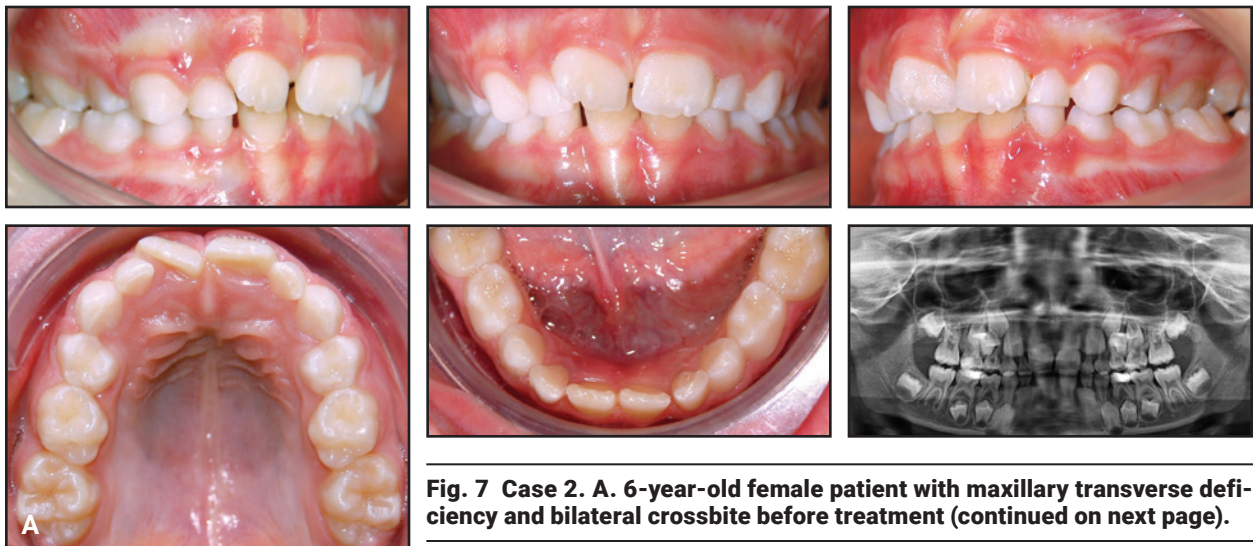 A
Fig. 7 Case 2. A. 6-year-old female patient with maxillary transverse defi-
ciency and bilateral crossbite before treatment (continued on next page).